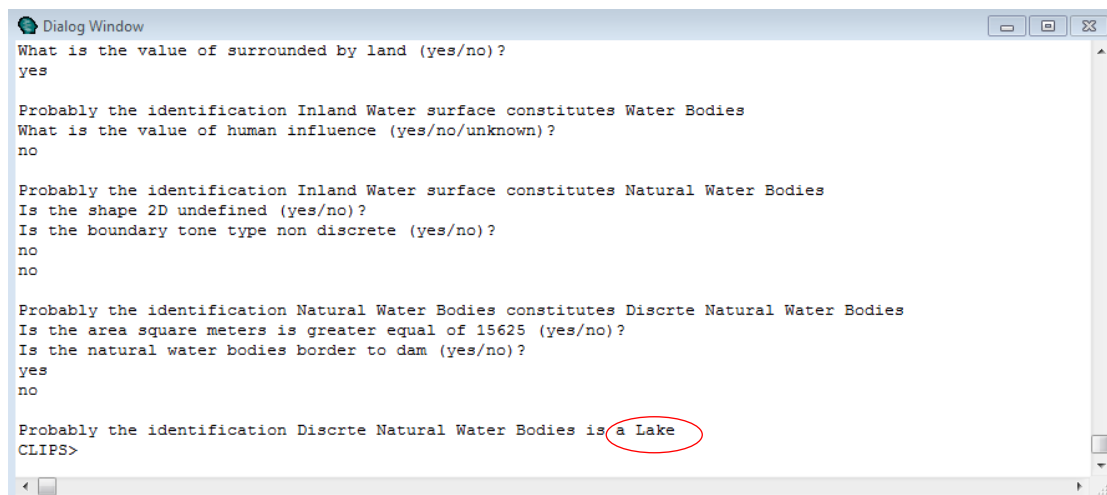 Dialog Window
What is the value of surrounded by land (yes/no)?
yes
Probably the identification Inland Water surface constitutes Water Bodies
What is the value of human influence (yes/no/unknown)?
no
Probably the identification Inland Water surface constitutes Natural Water Bodies
Is the shape 2D undefined (yes/no)?
Is the boundary tone type non discrete (yes/no)?
no
no
Probably the identification Natural Water Bodies constitutes Discrte Natural Water Bodies
Is the area square meters is greater equal of 15625 (yes/no)?
Is the natural water bodies border to dam (yes/no)?
yes
no
Probably the identification Discrte Natural Water Bodies is a Lake
CLIPS>